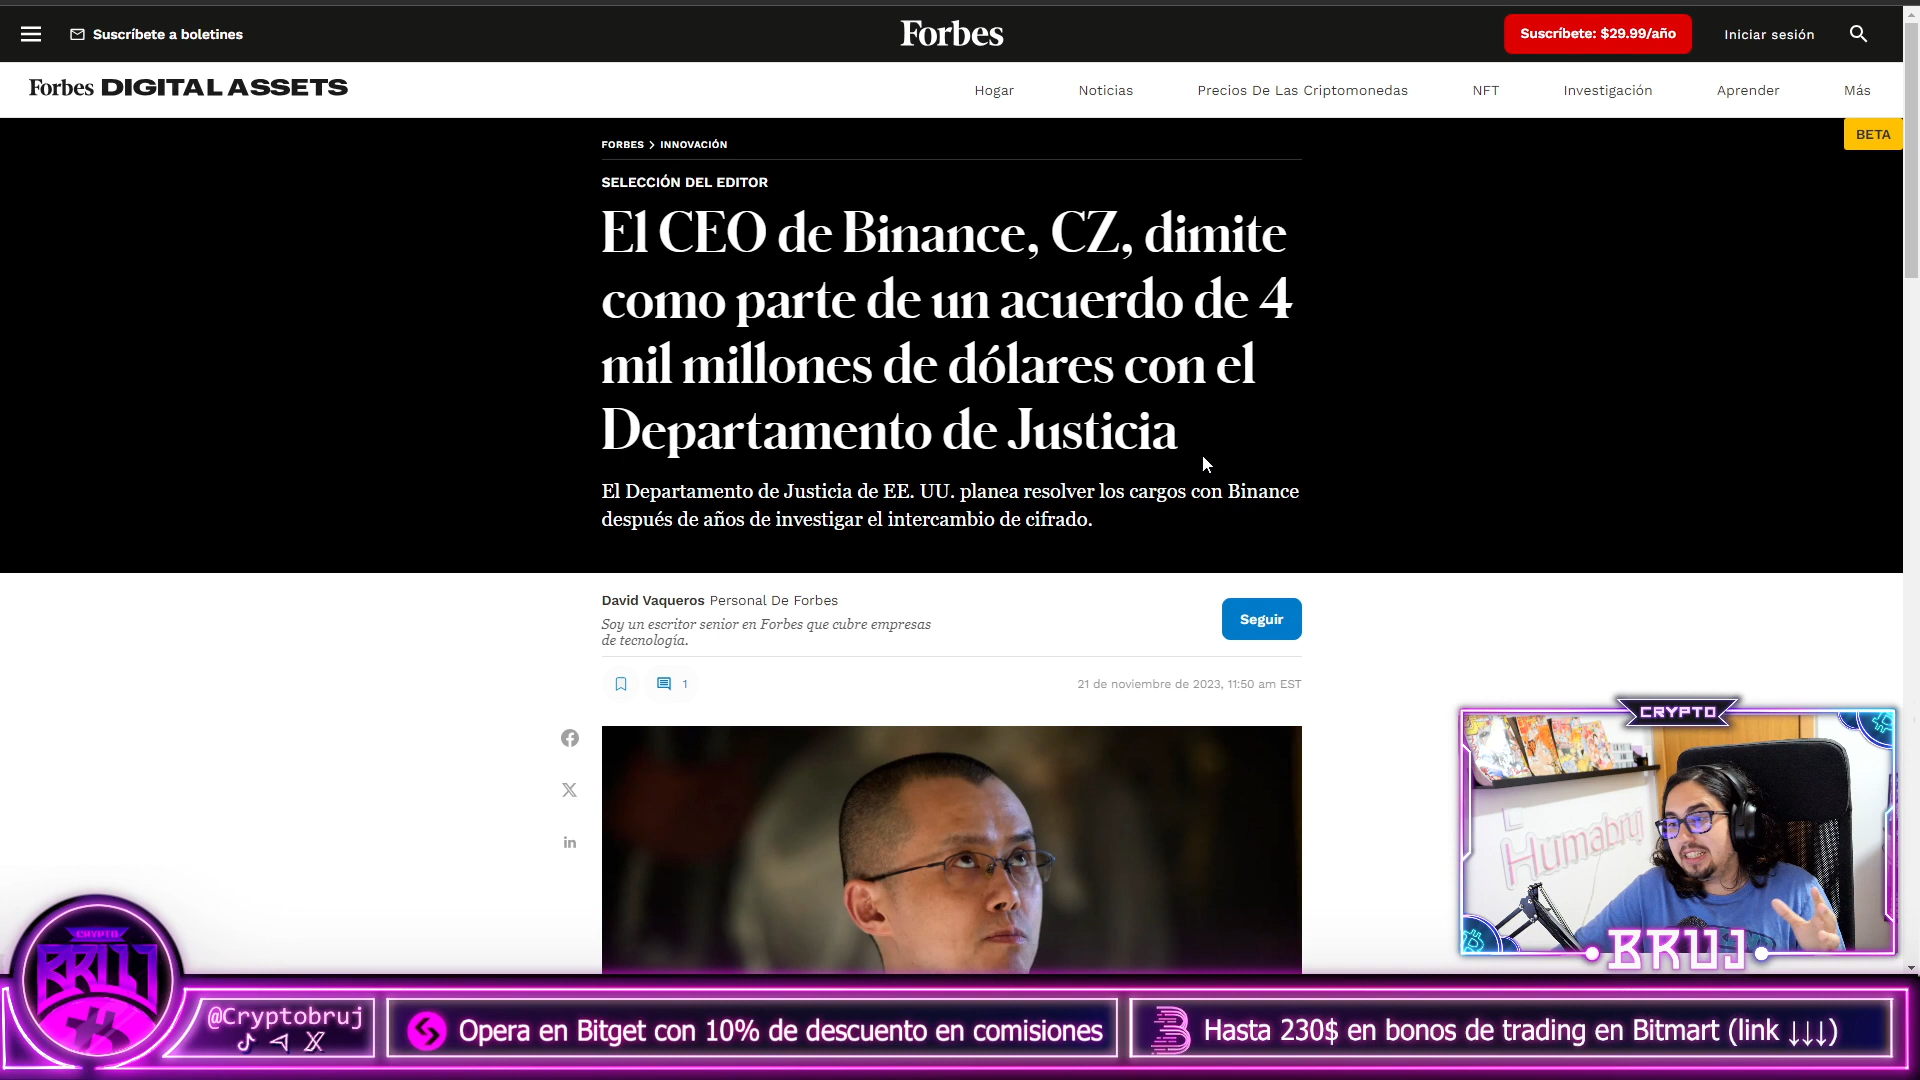 Suscríbete a boletines
Forbes
Suscríbete: $29.99/año
Iniciar sesión
Forbes DIGITAL ASSETS
Hogar
Noticias
Precios De Las Criptomonedas
NFT
Investigación
Aprender
Más
BETA
FORBES > INNOVACIÓN
SELECCIÓN DEL EDITOR
El CEO de Binance, CZ, dimite
como parte de un acuerdo de 4
mil millones de dólares con el
Departamento de Justicia
El Departamento de Justicia de EE. UU. planea resolver los cargos con Binance
después de años de investigar el intercambio de cifrado.
David Vaqueros Personal De Forbes
Soy un escritor senior en Forbes que cubre empresas
de tecnología.
Seguir
1
21 de noviembre de 2023, 11:50 am EST
CRYPTO
Humabruj
BRUJ
CRYPTO
BRUJ
@Cryptobruj
Opera en Bitget con 10% de descuento en comisiones
Hasta 230$ en bonos de trading en Bitmart (link ↓↓↓)